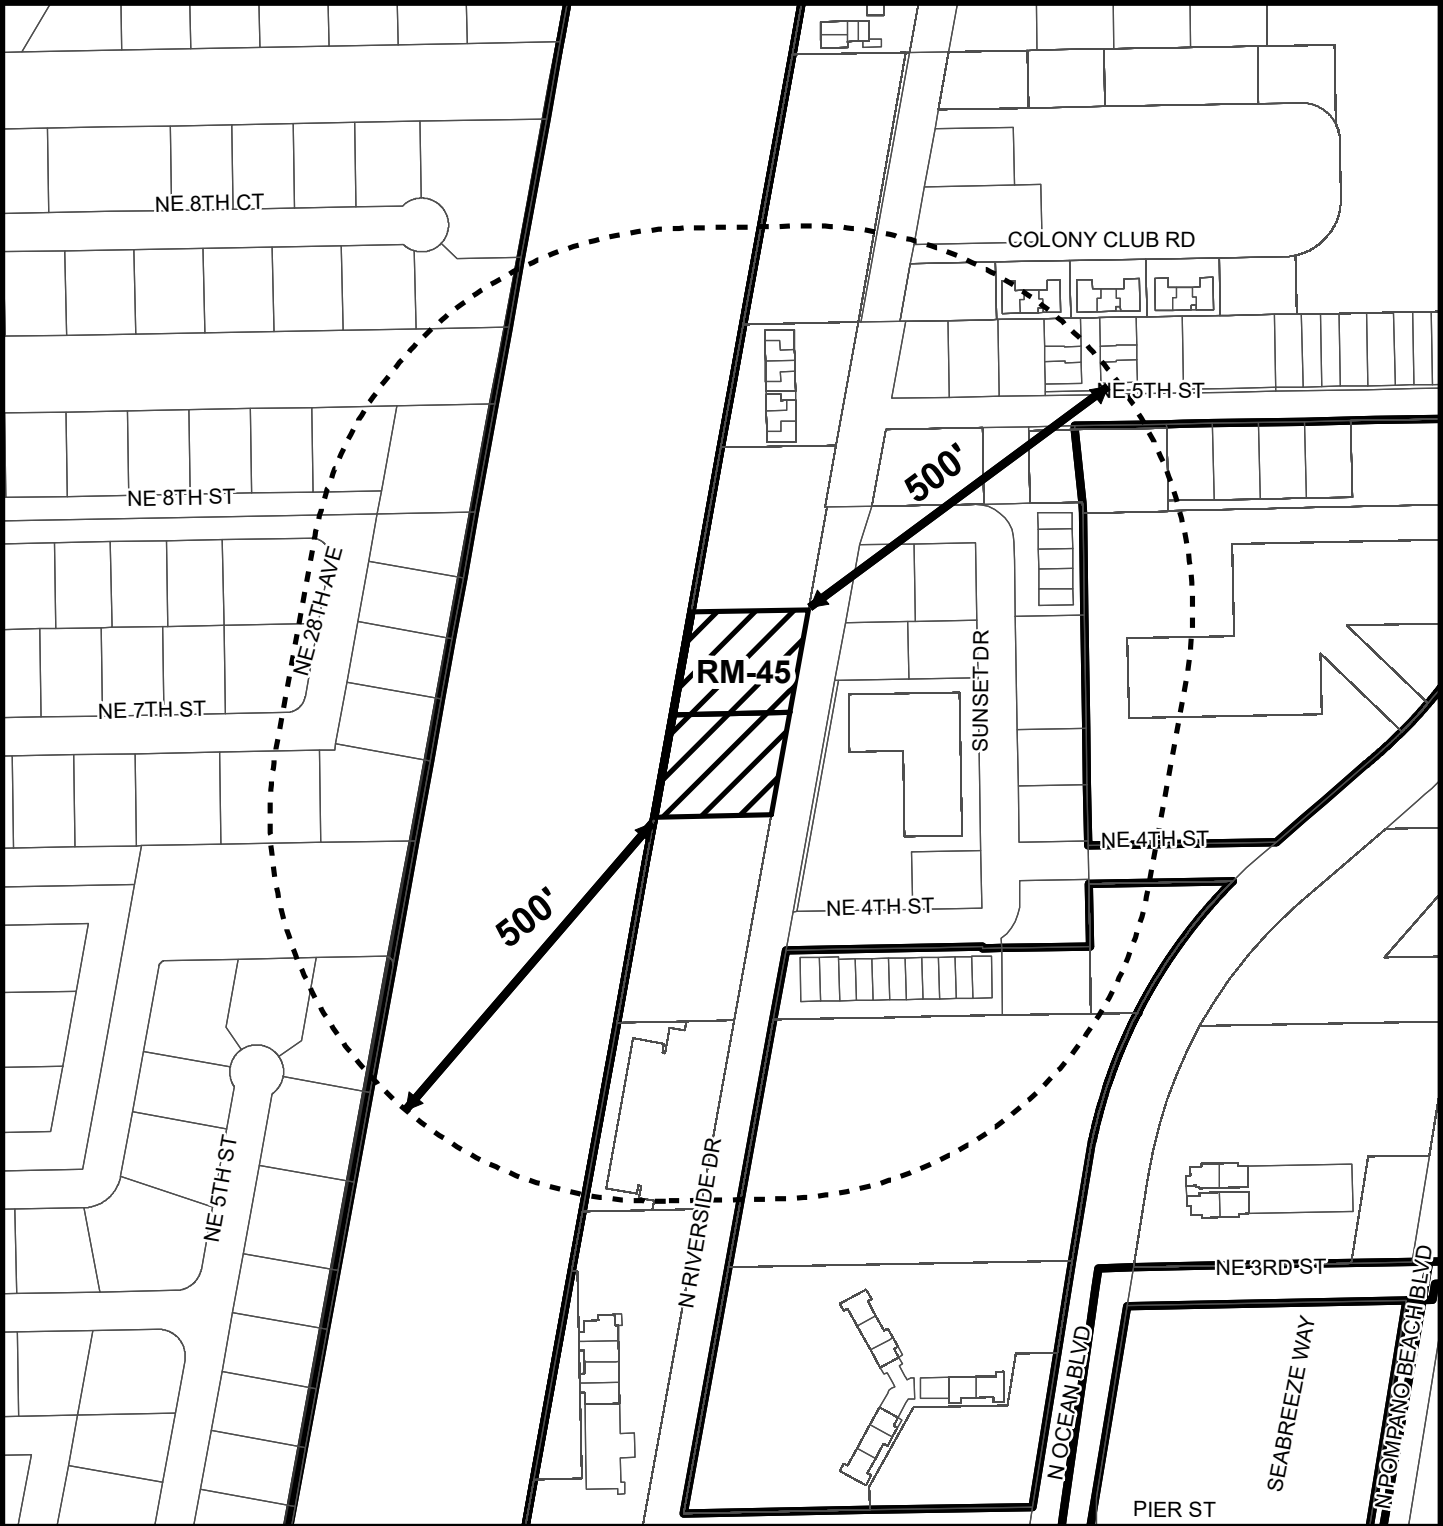 NE 8TH CT
COLONY CLUB RD
NE 5TH ST
500'
NE 8TH ST
NE 28TH AVE
RM-45
SUNSET DR
NE 7TH ST
NE 4TH ST
NE 4TH ST
500'
NE 5TH ST
N RIVERSIDE DR
NE 3RD ST
N OCEAN BLVD
SEABREEZE WAY
N POMPANO BEACH BLVD
PIER ST